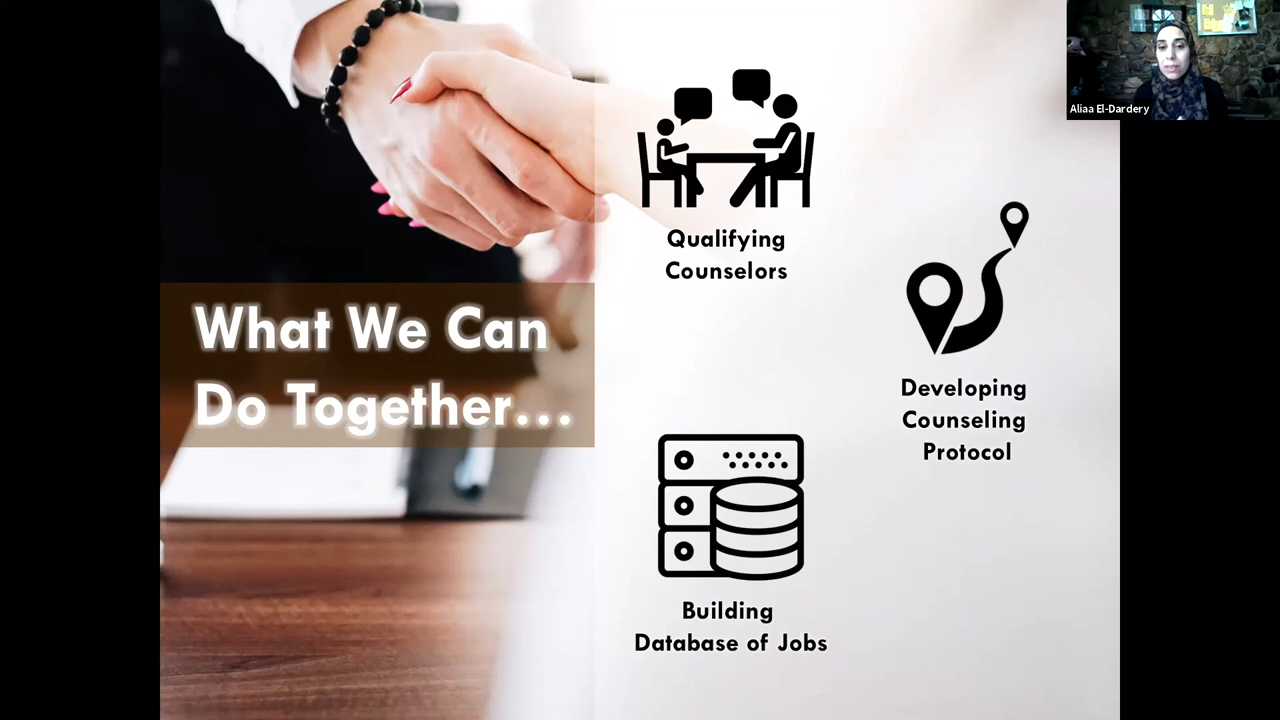 What We Can
Do Together...
Qualifying
Counselors
Developing
Counseling
Protocol
Building
Database of Jobs
Aliaa El-Dardery